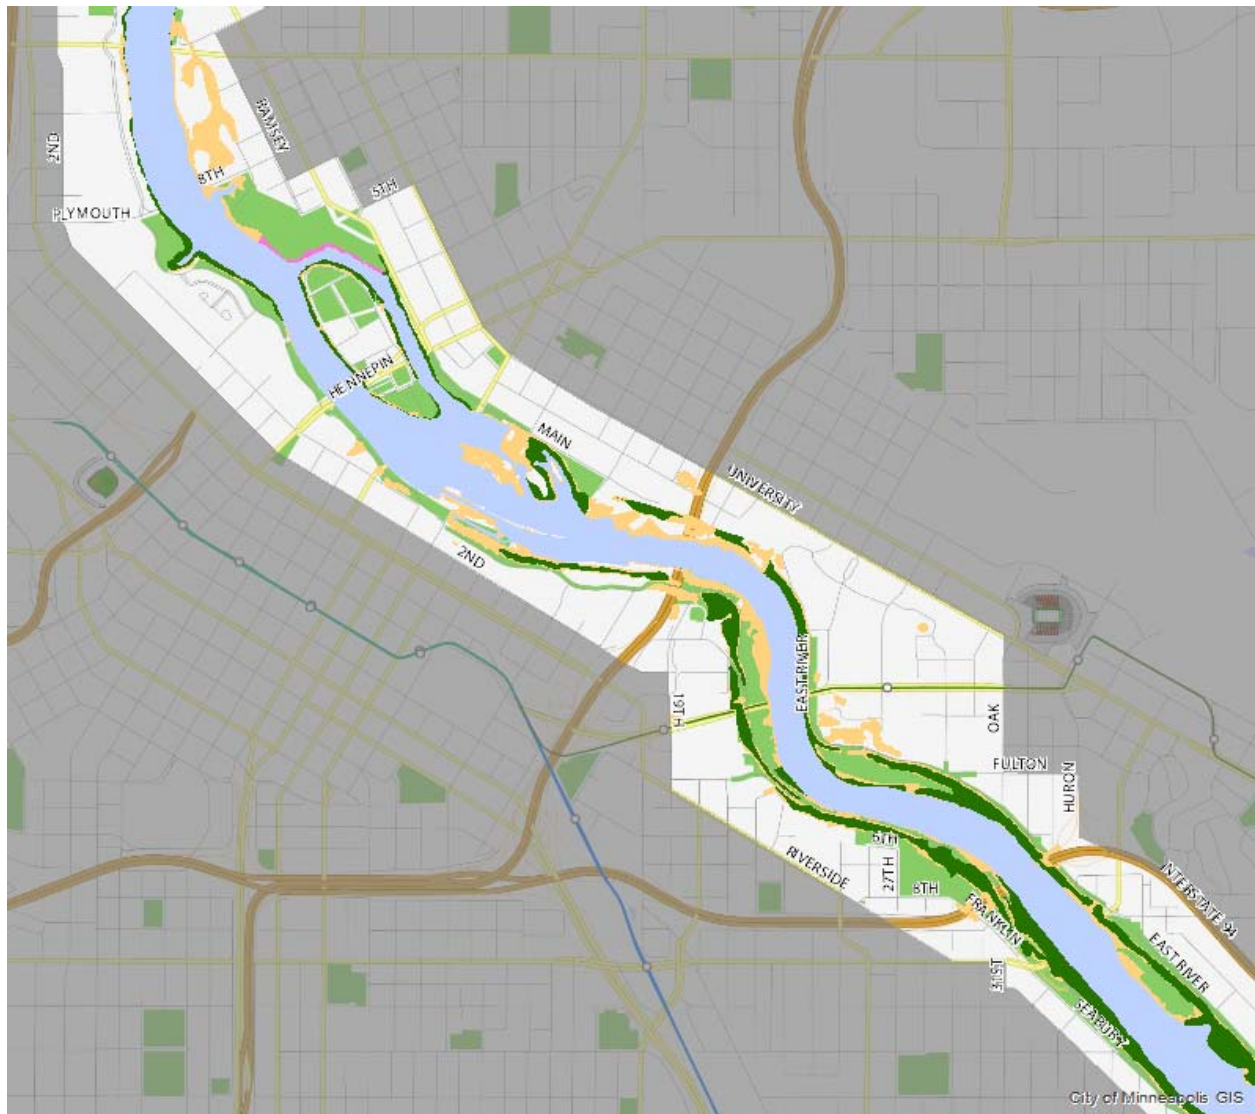 RAMSEY
2ND
8TH
5TH
PLYMOUTH
HENNEPIN
MAIN
UNIVERSITY
2ND
EAST RIVER
19TH
OAK
FULTON
HURON
6TH
RIVERSIDE
27TH
8TH
INTERSTATE 94
FRANKLIN
EAST RIVER
31ST
SEABURY
City of Minneapolis GIS